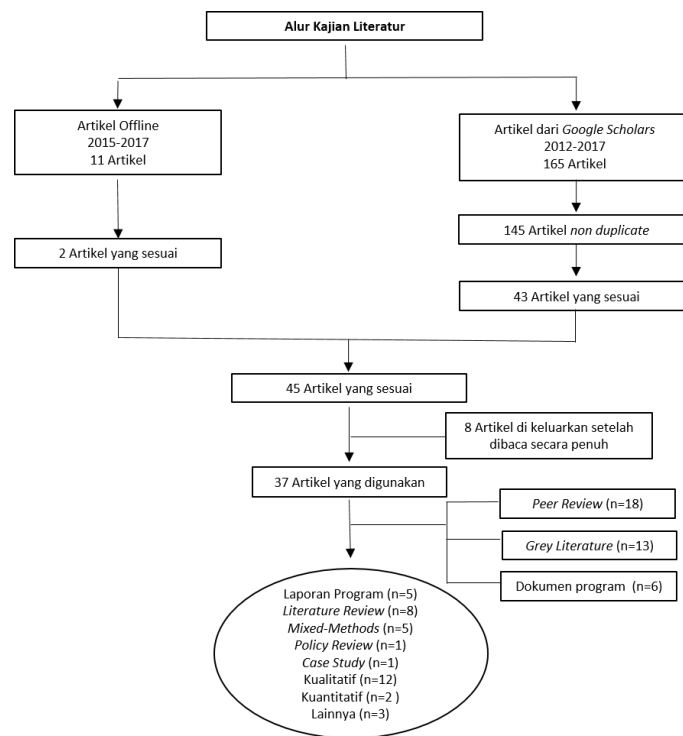 Alur Kajian Literatur
Artikel Offline
2015-2017
11 Artikel
Artikel dari Google Scholars
2012-2017
165 Artikel
145 Artikel non duplicate
2 Artikel yang sesuai
43 Artikel yang sesuai
45 Artikel yang sesuai
8 Artikel di keluarkan setelah
dibaca secara penuh
37 Artikel yang digunakan
Peer Review (n=18)
Grey Literature (n=13)
Dokumen program (n=6)
Laporan Program (n=5)
Literature Review (n=8)
Mixed-Methods (n=5)
Policy Review (n=1)
Case Study (n=1)
Kualitatif (n=12)
Kuantitatif (n=2 )
Lainnya (n=3)